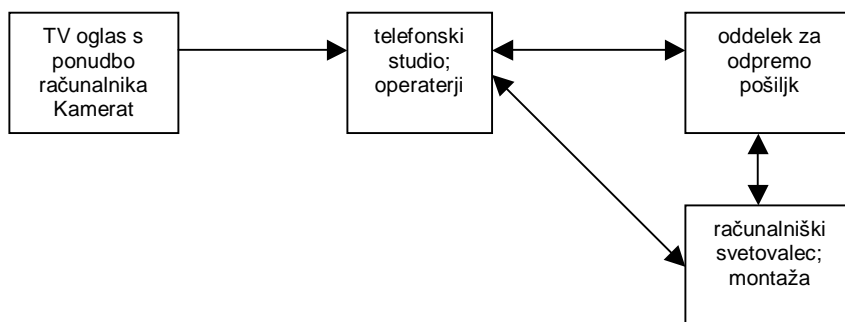 TV oglas s
ponudbo
računalnika
Kamerat
telefonski
studio;
operaterji
oddelek za
odpremo
pošiljk
računalniški
svetovalec;
montaža